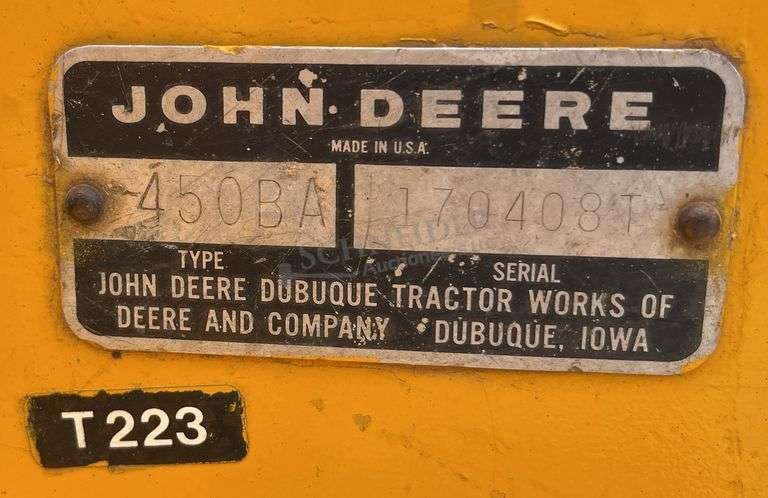 JOHN DEERE
MADE IN U.S.A.
450BA 170408T
TYPE SERIAL
JOHN DEERE DUBUQUE TRACTOR WORKS OF
DEERE AND COMPANY • DUBUQUE, IOWA
T 223